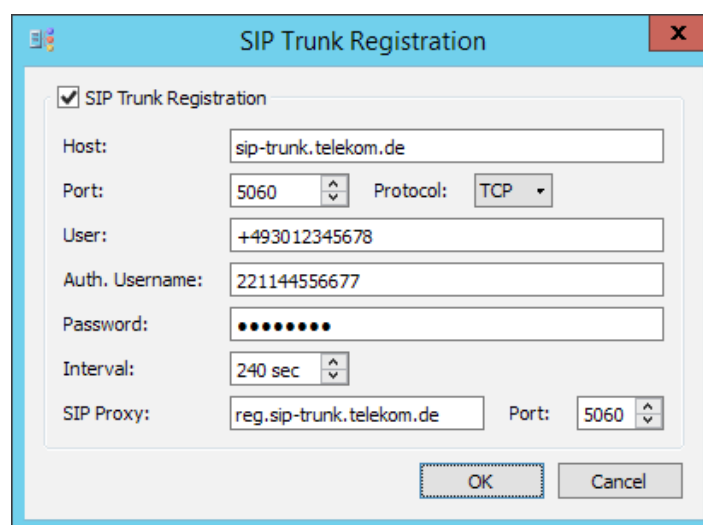 SIP Trunk Registration
x
SIP Trunk Registration
Host: sip-trunk.telekom.de
Port: 5060 Protocol: TCP
User: +493012345678
Auth. Username: 221144556677
Password: ●●●●●●●●
Interval: 240 sec
SIP Proxy: reg.sip-trunk.telekom.de Port: 5060
OK Cancel